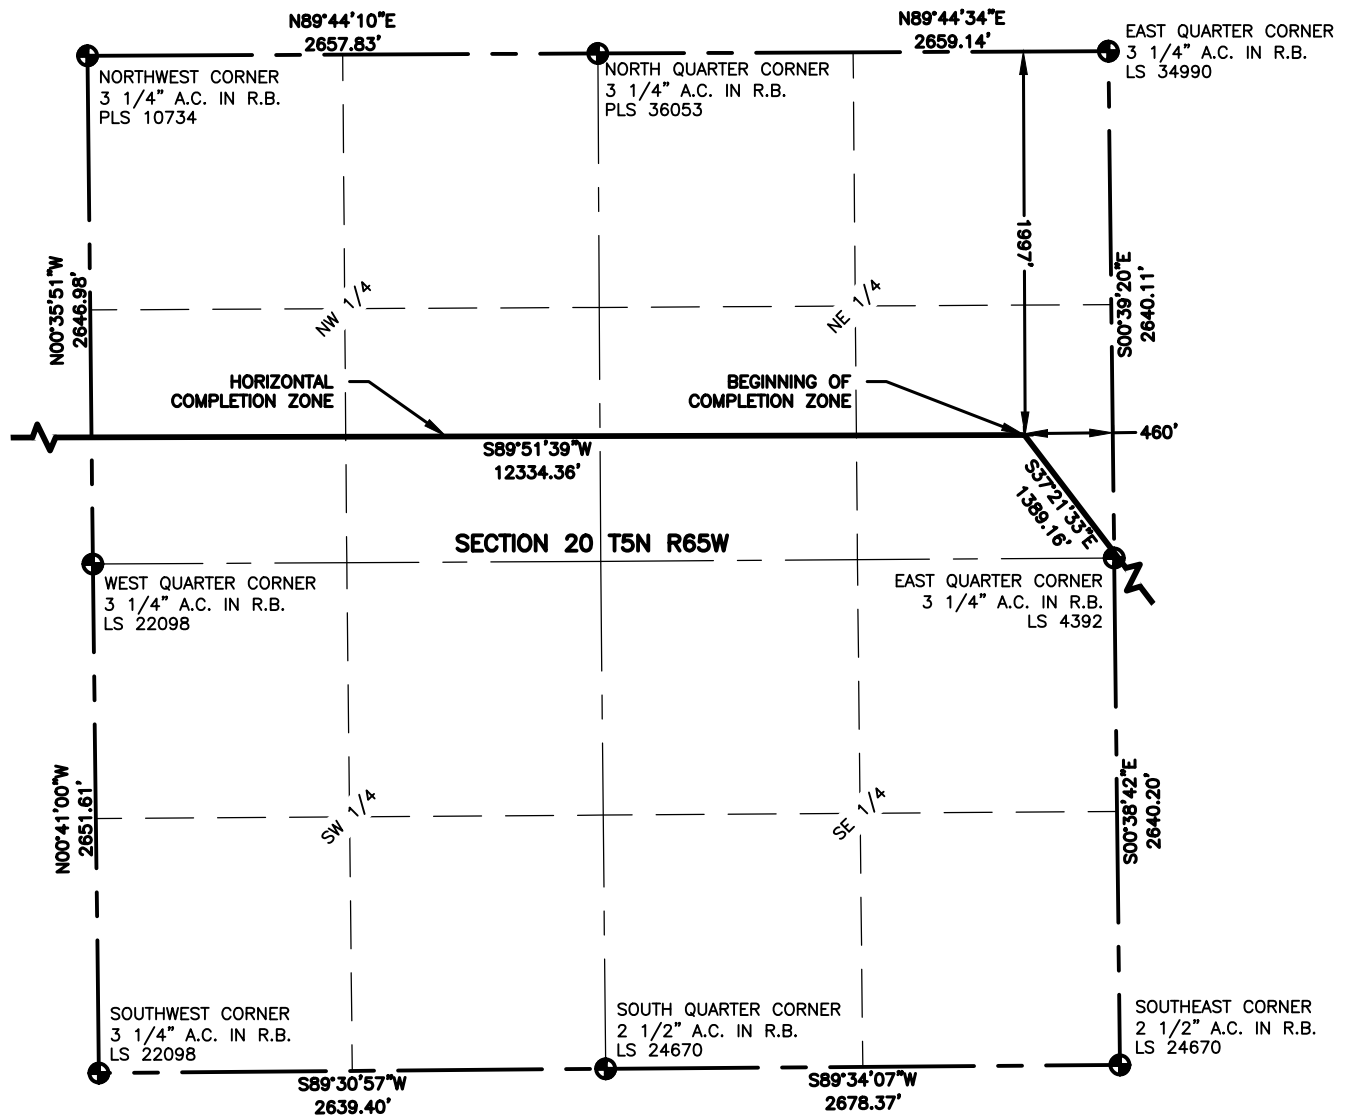 N89°44'10"E
2657.83'
N89°44'34"E
2659.14'
EAST QUARTER CORNER
3 1/4" A.C. IN R.B.
LS 34990
NORTHWEST CORNER
3 1/4" A.C. IN R.B.
PLS 10734
NORTH QUARTER CORNER
3 1/4" A.C. IN R.B.
PLS 36053
1997'
N00°35'51"W
2646.98'
NW 1/4
NE 1/4
S00°39'20"E
2640.11'
HORIZONTAL
COMPLETION ZONE
BEGINNING OF
COMPLETION ZONE
460'
S89°51'39"W
12334.36'
S37°21'33"E
1389.16'
SECTION 20 T5N R65W
WEST QUARTER CORNER
3 1/4" A.C. IN R.B.
LS 22098
EAST QUARTER CORNER
3 1/4" A.C. IN R.B.
LS 4392
N00°41'00"W
2651.61'
SW 1/4
SE 1/4
S00°38'42"E
2640.20'
SOUTHWEST CORNER
3 1/4" A.C. IN R.B.
LS 22098
SOUTH QUARTER CORNER
2 1/2" A.C. IN R.B.
LS 24670
SOUTHEAST CORNER
2 1/2" A.C. IN R.B.
LS 24670
S89°30'57"W
2639.40'
S89°34'07"W
2678.37'